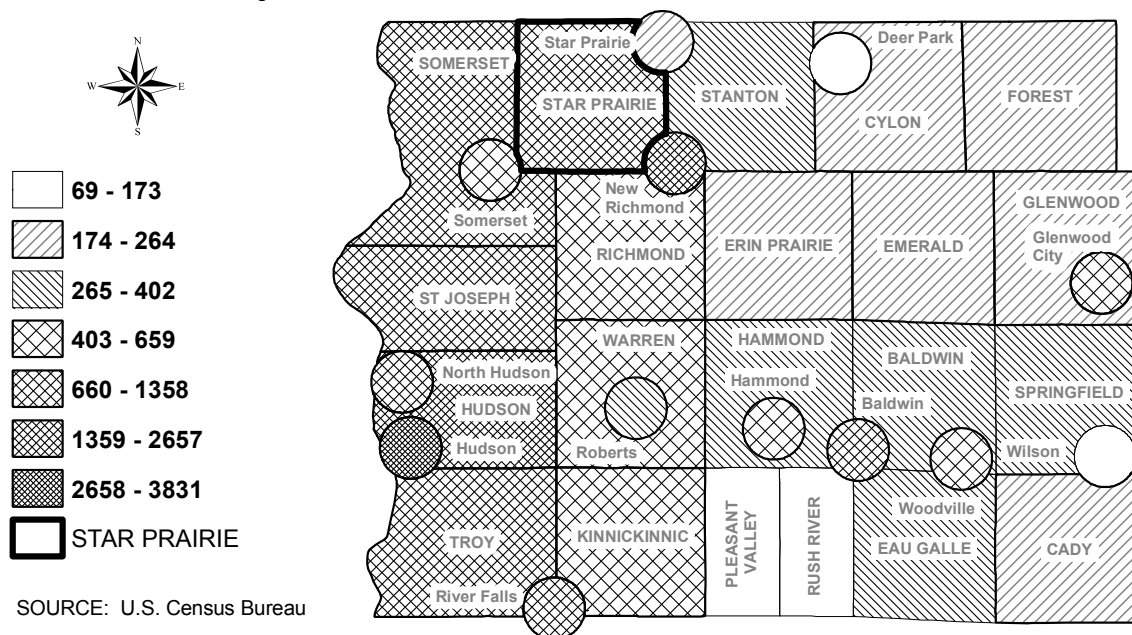 N
W E
S
69 - 173
174 - 264
265 - 402
403 - 659
660 - 1358
1359 - 2657
2658 - 3831
STAR PRAIRIE
SOURCE: U.S. Census Bureau
Star Prairie
Deer Park
SOMERSET
STAR PRAIRIE
STANTON
CYLON
FOREST
Somerset
New
Richmond
RICHMOND
ERIN PRAIRIE
EMERALD
GLENWOOD
Glenwood
City
ST JOSEPH
North Hudson
HUDSON
Hudson
WARREN
Roberts
HAMMOND
Hammond
BALDWIN
Baldwin
SPRINGFIELD
Wilson
TROY
River Falls
KINNICKINNIC
PLEASANT
VALLEY
RUSH RIVER
Woodville
EAU GALLE
CADY